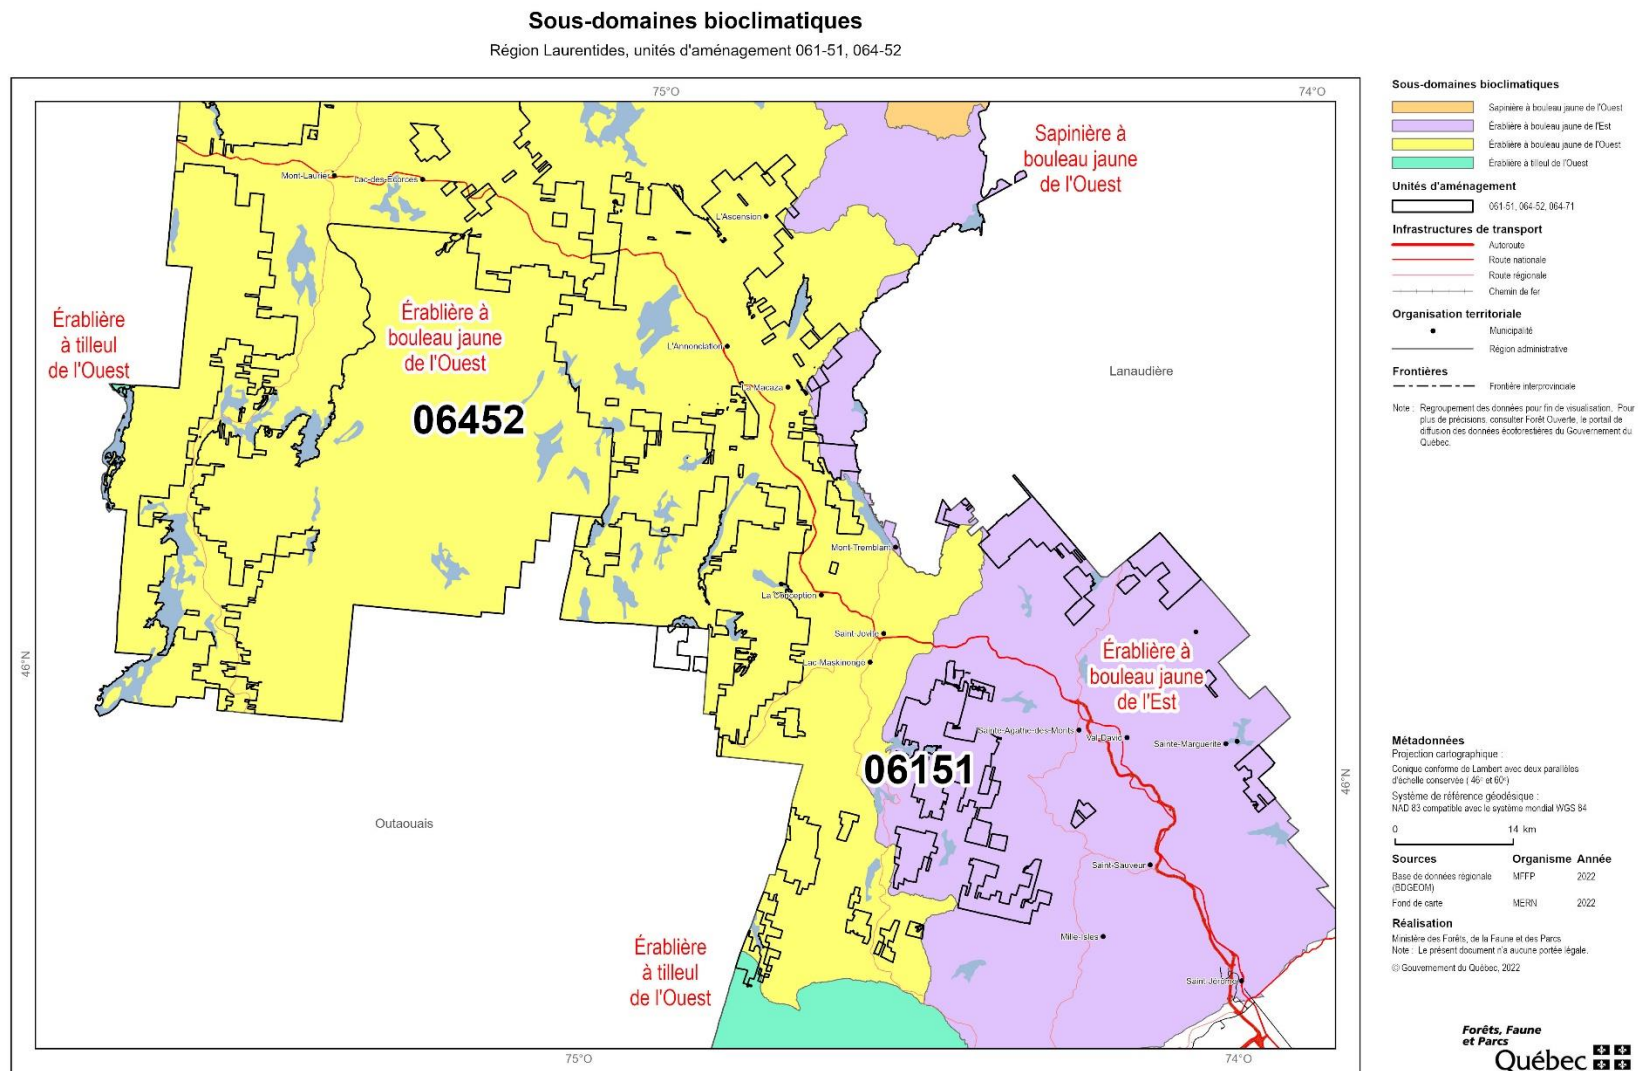 Sous-domaines bioclimatiques
Région Laurentides, unités d'aménagement 061-51, 064-52
75°O
74°O
Mont-Laurier
Lac-des-Écorces
L'Ascension
Sapinière à
bouleau jaune
de l'Ouest
Érablière
à tilleul
de l'Ouest
Érablière à
bouleau jaune
de l'Ouest
06452
L'Annonciation
La Macaza
Lanaudière
Mont-Tremblant
La Conception
Saint-Jovite
Lac-Maskinongé
46°N
Érablière à
bouleau jaune
de l'Est
Sainte-Agathe-des-Monts
Val-David
Sainte-Marguerite
06151
46°N
Outaouais
Saint-Sauveur
Mille-Isles
Érablière
à tilleul
de l'Ouest
Saint-Jérôme
75°O
74°O
Sous-domaines bioclimatiques
Sapinière à bouleau jaune de l'Ouest
Érablière à bouleau jaune de l'Est
Érablière à bouleau jaune de l'Ouest
Érablière à tilleul de l'Ouest
Unités d'aménagement
061-51, 064-52, 064-71
Infrastructures de transport
Autoroute
Route nationale
Route régionale
Chemin de fer
Organisation territoriale
Municipalité
Région administrative
Frontières
Frontière interprovinciale
Note : Regroupement des données pour fin de visualisation. Pour
plus de précisions, consulter Forêt Ouverte, le portail de
diffusion des données écoforestières du Gouvernement du
Québec.
Métadonnées
Projection cartographique :
Conique conforme de Lambert avec deux parallèles
d'échelle conservée ( 46° et 60°)
Système de référence géodésique :
NAD 83 compatible avec le système mondial WGS 84
0 14 km
Sources Organisme Année
Base de données régionale MFFP 2022
(BDGEOM)
Fond de carte MERN 2022
Réalisation
Ministère des Forêts, de la Faune et des Parcs
Note : Le présent document n'a aucune portée légale.
© Gouvernement du Québec, 2022
Forêts, Faune
et Parcs
Québec